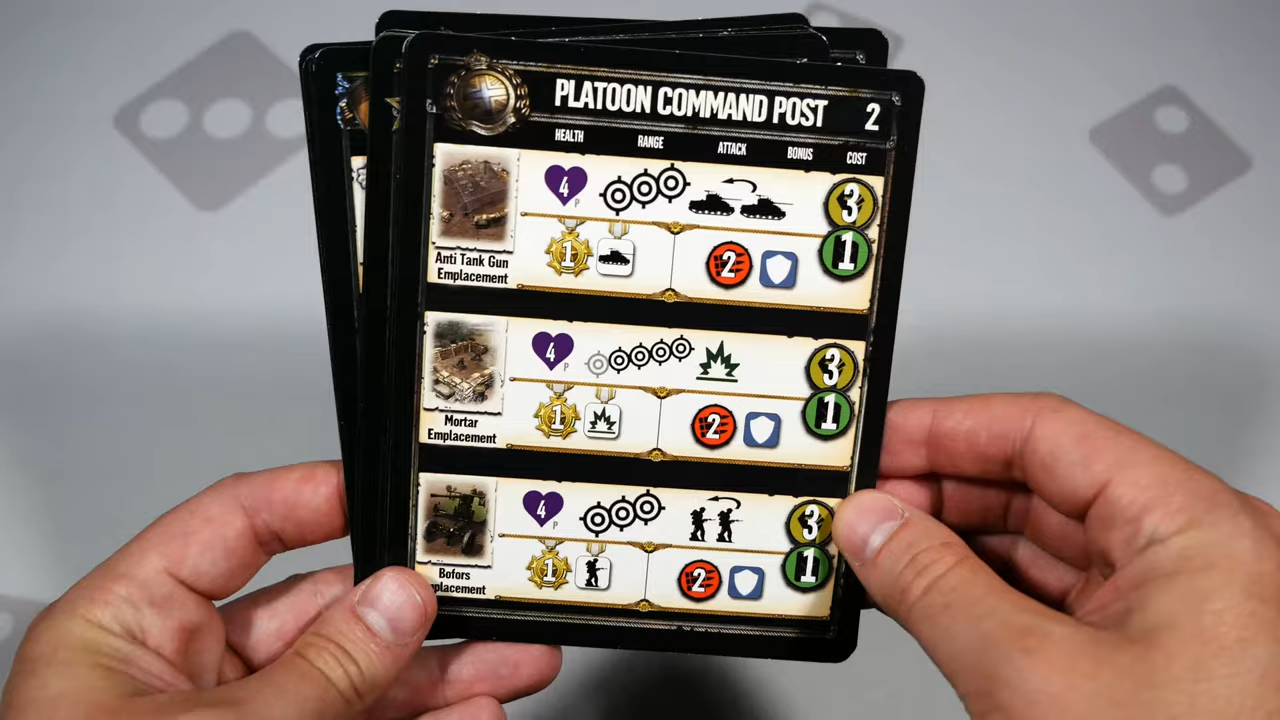 PLATOON COMMAND POST 2
HEALTH RANGE ATTACK BONUS COST
4 P 3
Anti Tank Gun
Emplacement
1 2 1
4 P 3
Mortar
Emplacement
1 2 1
4 P 3
Bofors
placement
1 2 1